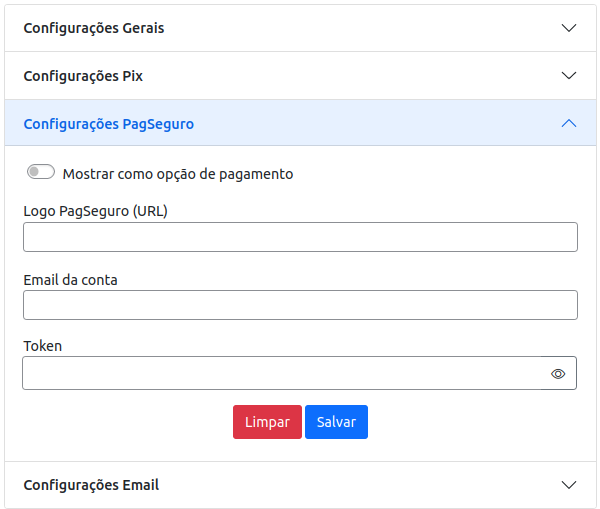 Configurações Gerais
Configurações Pix
Configurações PagSeguro
Mostrar como opção de pagamento
Logo PagSeguro (URL)
Email da conta
Token
Limpar Salvar
Configurações Email